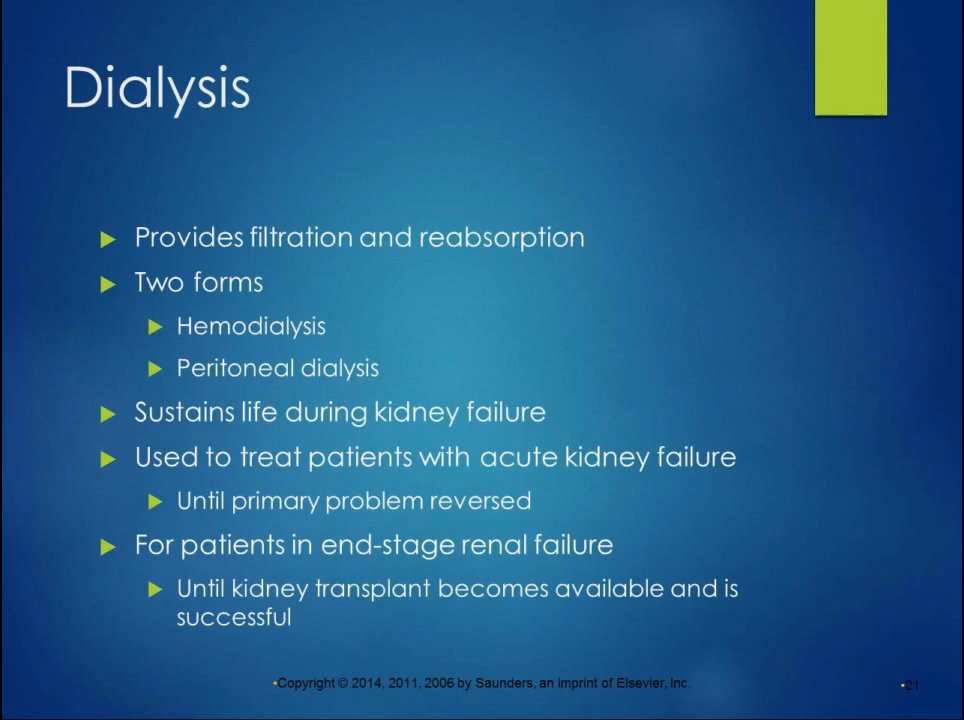 Dialysis
Provides filtration and reabsorption
Two forms
Hemodialysis
Peritoneal dialysis
Sustains life during kidney failure
Used to treat patients with acute kidney failure
Until primary problem reversed
For patients in end-stage renal failure
Until kidney transplant becomes available and is
successful
•Copyright © 2014, 2011, 2006 by Saunders, an imprint of Elsevier, Inc.
•21